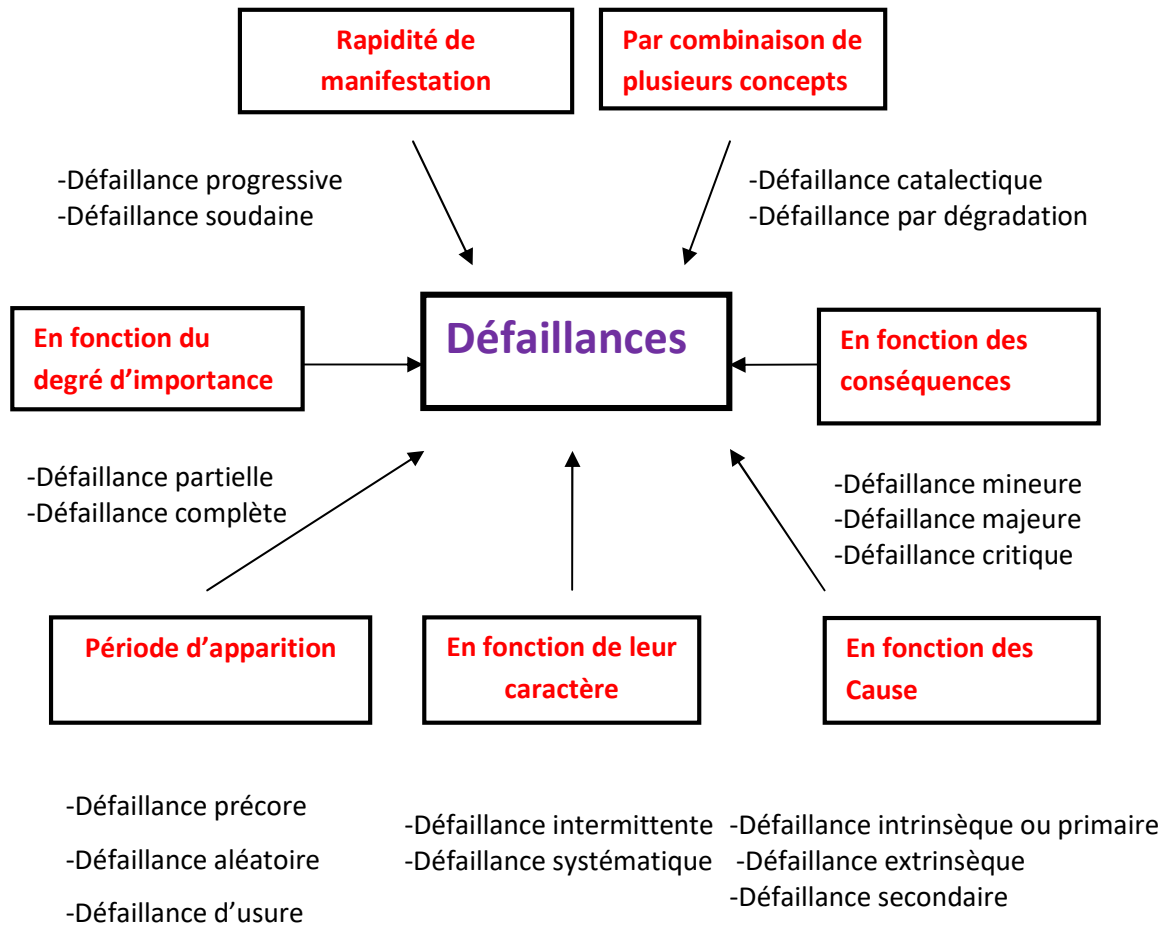 Rapidité de
manifestation
Par combinaison de
plusieurs concepts
-Défaillance progressive
-Défaillance soudaine
-Défaillance catalectique
-Défaillance par dégradation
En fonction du
degré d’importance
Défaillances
En fonction des
conséquences
-Défaillance partielle
-Défaillance complète
-Défaillance mineure
-Défaillance majeure
-Défaillance critique
Période d’apparition
En fonction de leur
caractère
En fonction des
Cause
-Défaillance précore
-Défaillance aléatoire
-Défaillance d’usure
-Défaillance intermittente
-Défaillance systématique
-Défaillance intrinsèque ou primaire
-Défaillance extrinsèque
-Défaillance secondaire